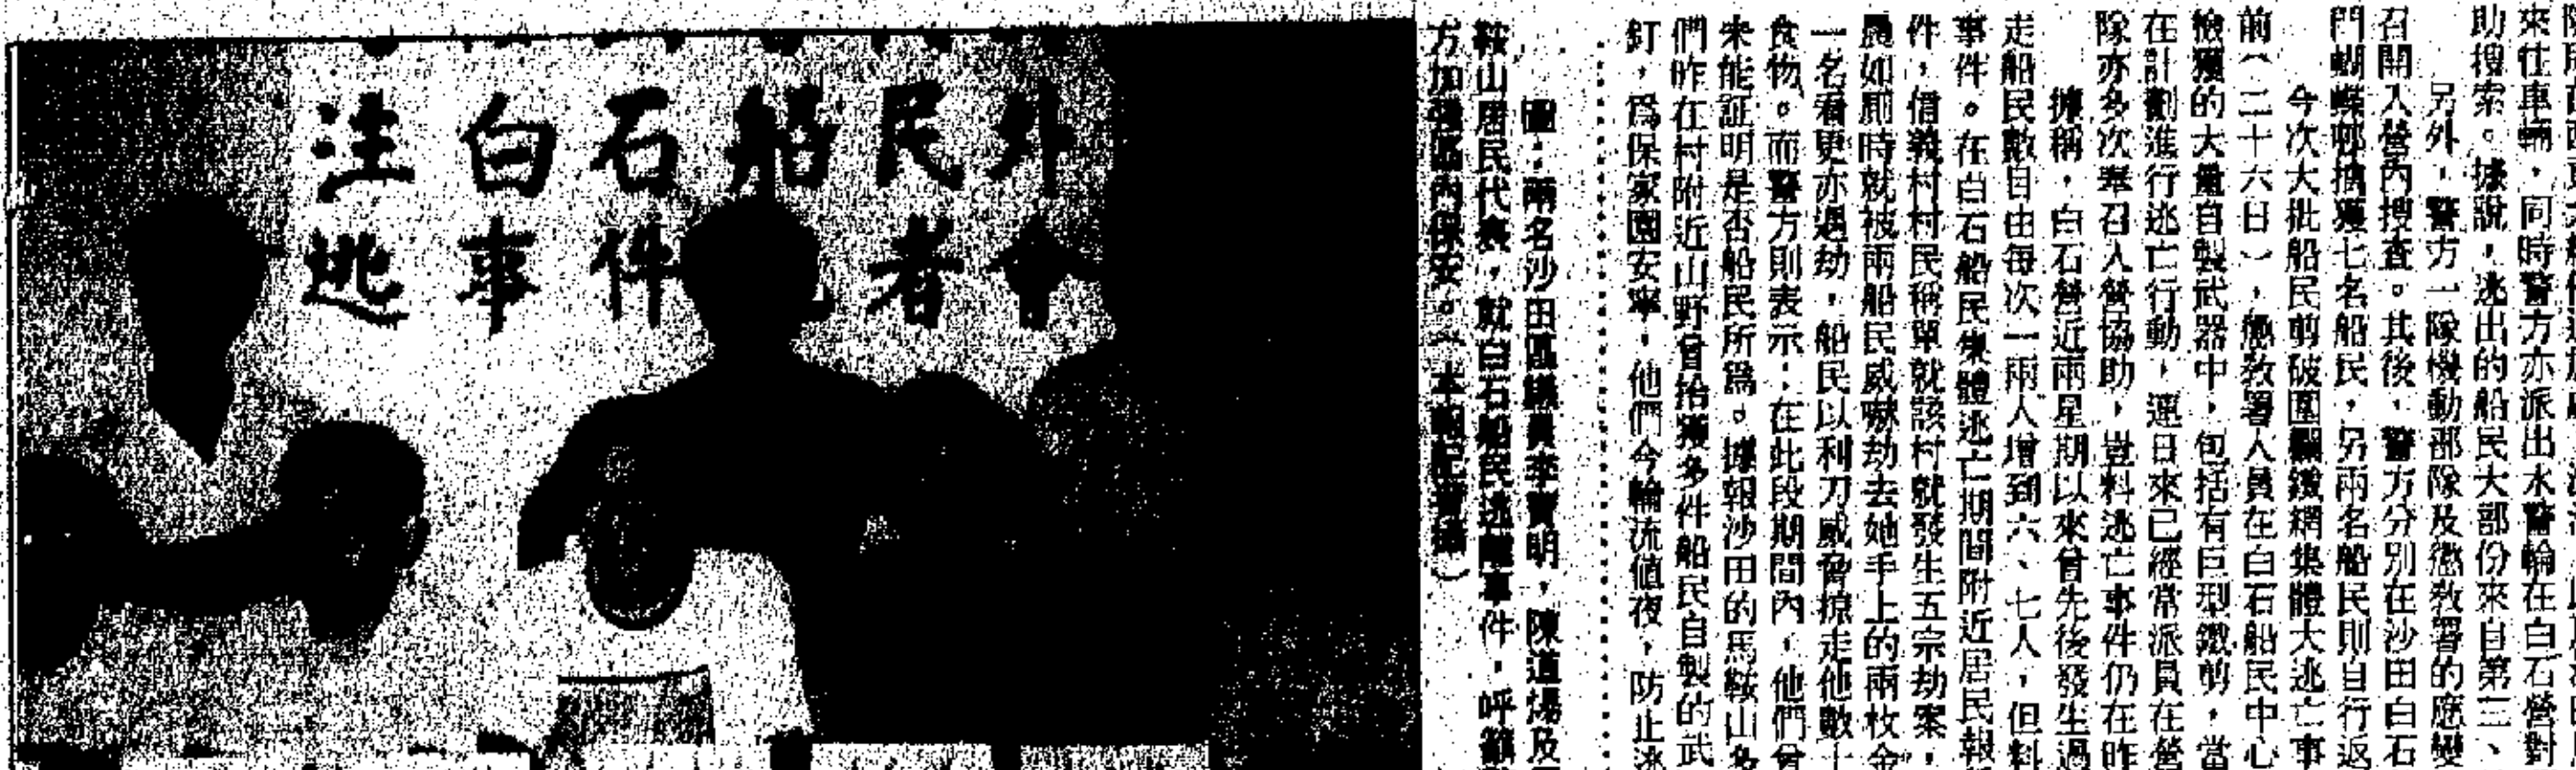 注白石船民外
逃事件 者會
來往車輛，同時警方亦派出水警輪在白石營對
助搜索。據說，逃出的船民大部份來自第三、
另外，警方一隊機動部隊及懲教署的應變
召開入營內搜查。其後，警方分別在沙田白石
門蝴蝶邨擒獲七名船民，另兩名船民則自行返
今次大批船民剪破圍欄鐵網集體大逃亡事
前（二十六日），懲教署人員在白石船民中心
檢獲的大量自製武器中，包括有巨型鐵剪，當
在計劃進行逃亡行動，連日來已經常派員在營
隊亦多次奉召入營協助，豈料逃亡事件仍在昨
據稱，白石營近兩星期以來曾先後發生過
走船民數目由每次一兩人增到六、七人，但料
事件。在白石船民集體逃亡期間附近居民報
件，信義村村民稱單就該村就發生五宗劫案，
晨如廁時就被兩船民威嚇劫去她手上的兩枚金
一名看更亦遇劫，船民以利刀威脅掠走他數十
食物。而警方則表示：在此段期間內，他們曾
未能証明是否船民所為。據報沙田的馬鞍山多
們昨在村附近山野曾拾獲多件船民自製的武
釘，為保家園安寧，他們今輪流值夜，防止逃
圖：兩名沙田區議員李寶明，陳道煬及
鞍山居民代表，就白石船民逃離事件，呼籲
方加強區內保安。（本報記者攝）